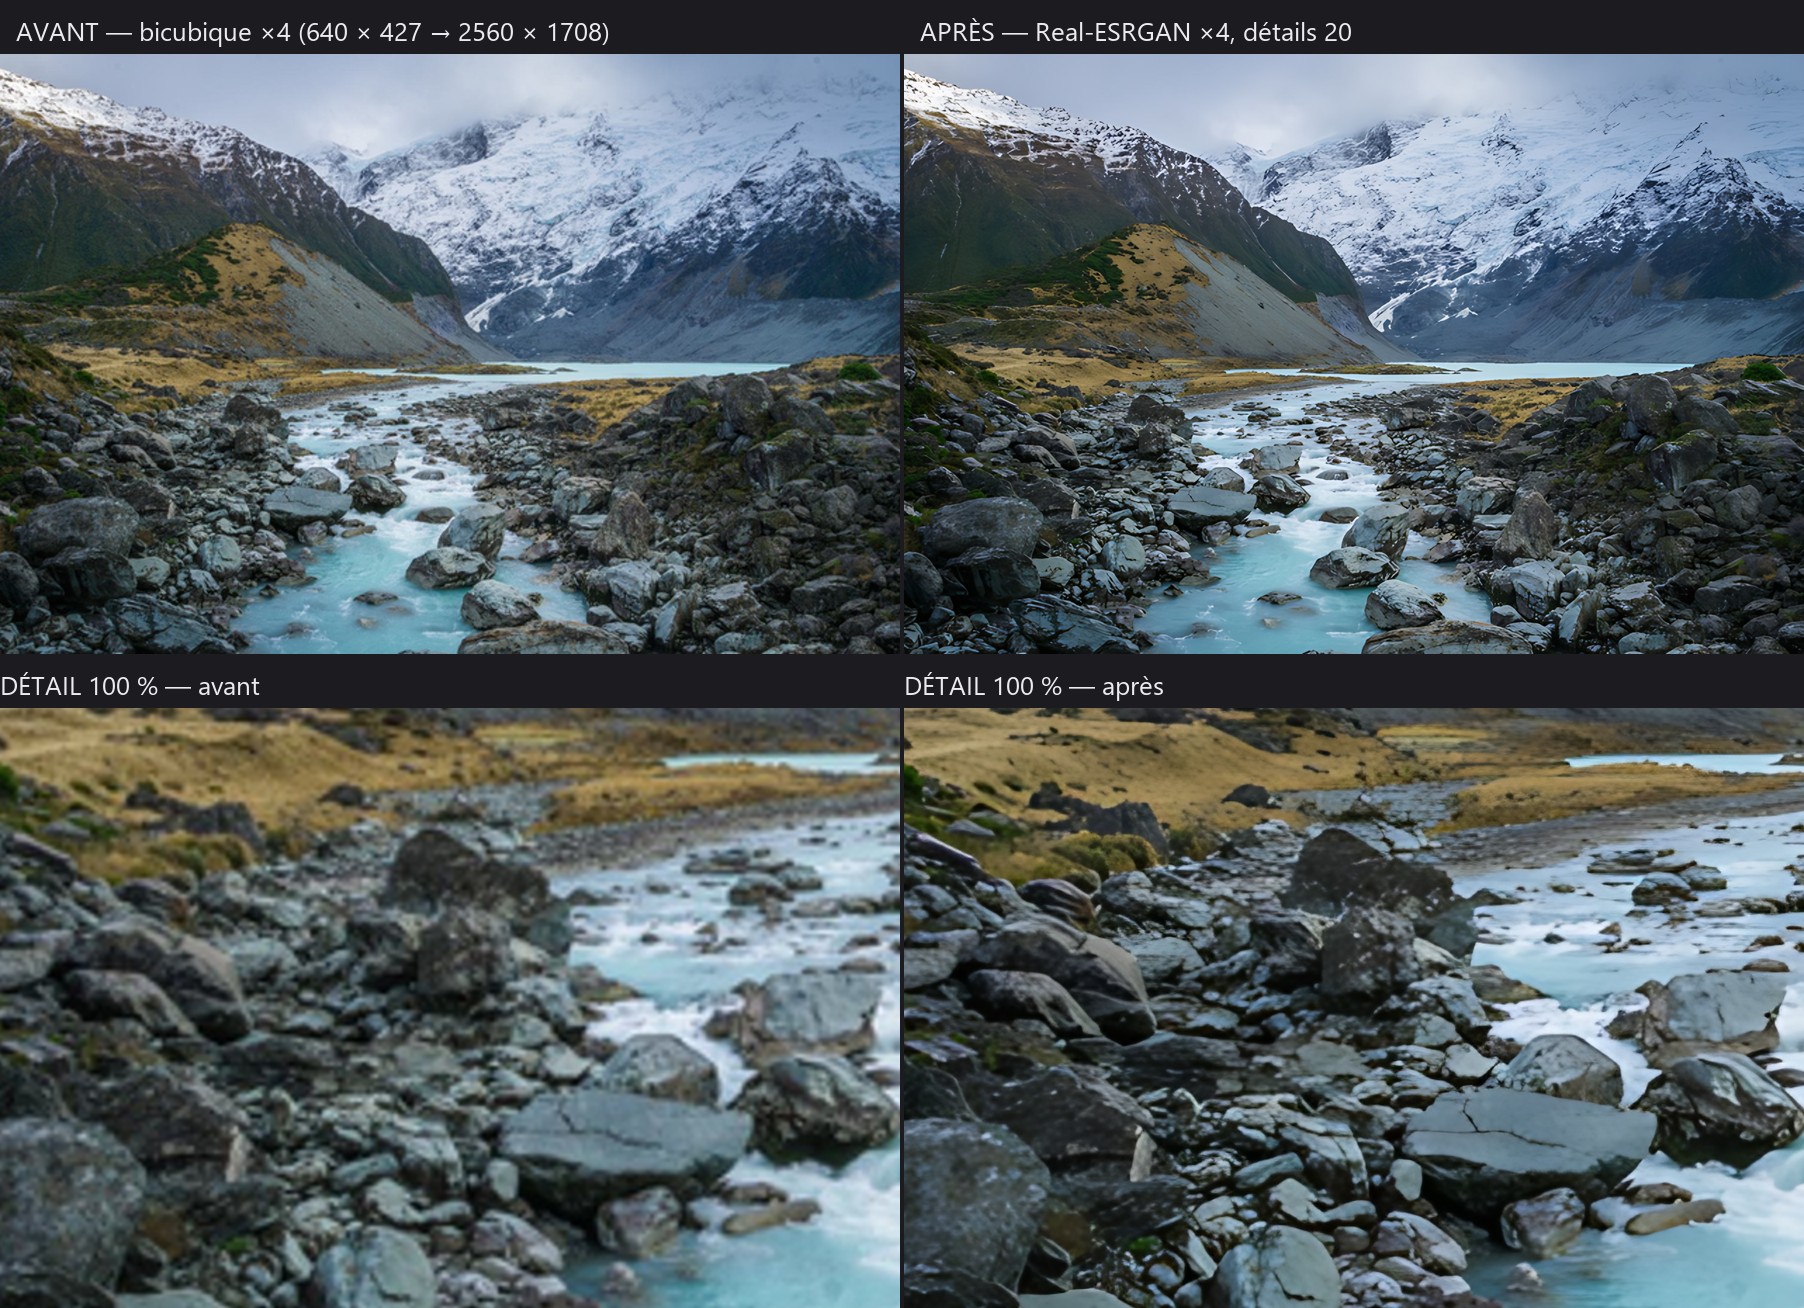 AVANT — bicubique ×4 (640 × 427 → 2560 × 1708)
APRÈS — Real-ESRGAN ×4, détails 20
DÉTAIL 100 % — avant
DÉTAIL 100 % — après